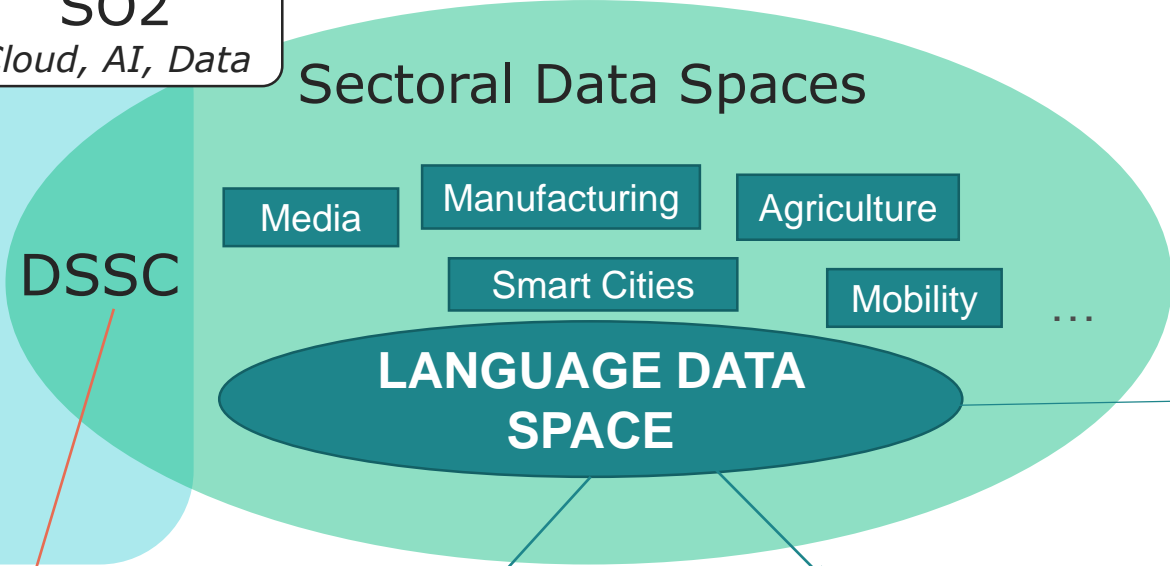 SO2
Cloud, AI, Data
Sectoral Data Spaces
Media
Manufacturing
Agriculture
DSSC
Smart Cities
Mobility
...
LANGUAGE DATA
SPACE